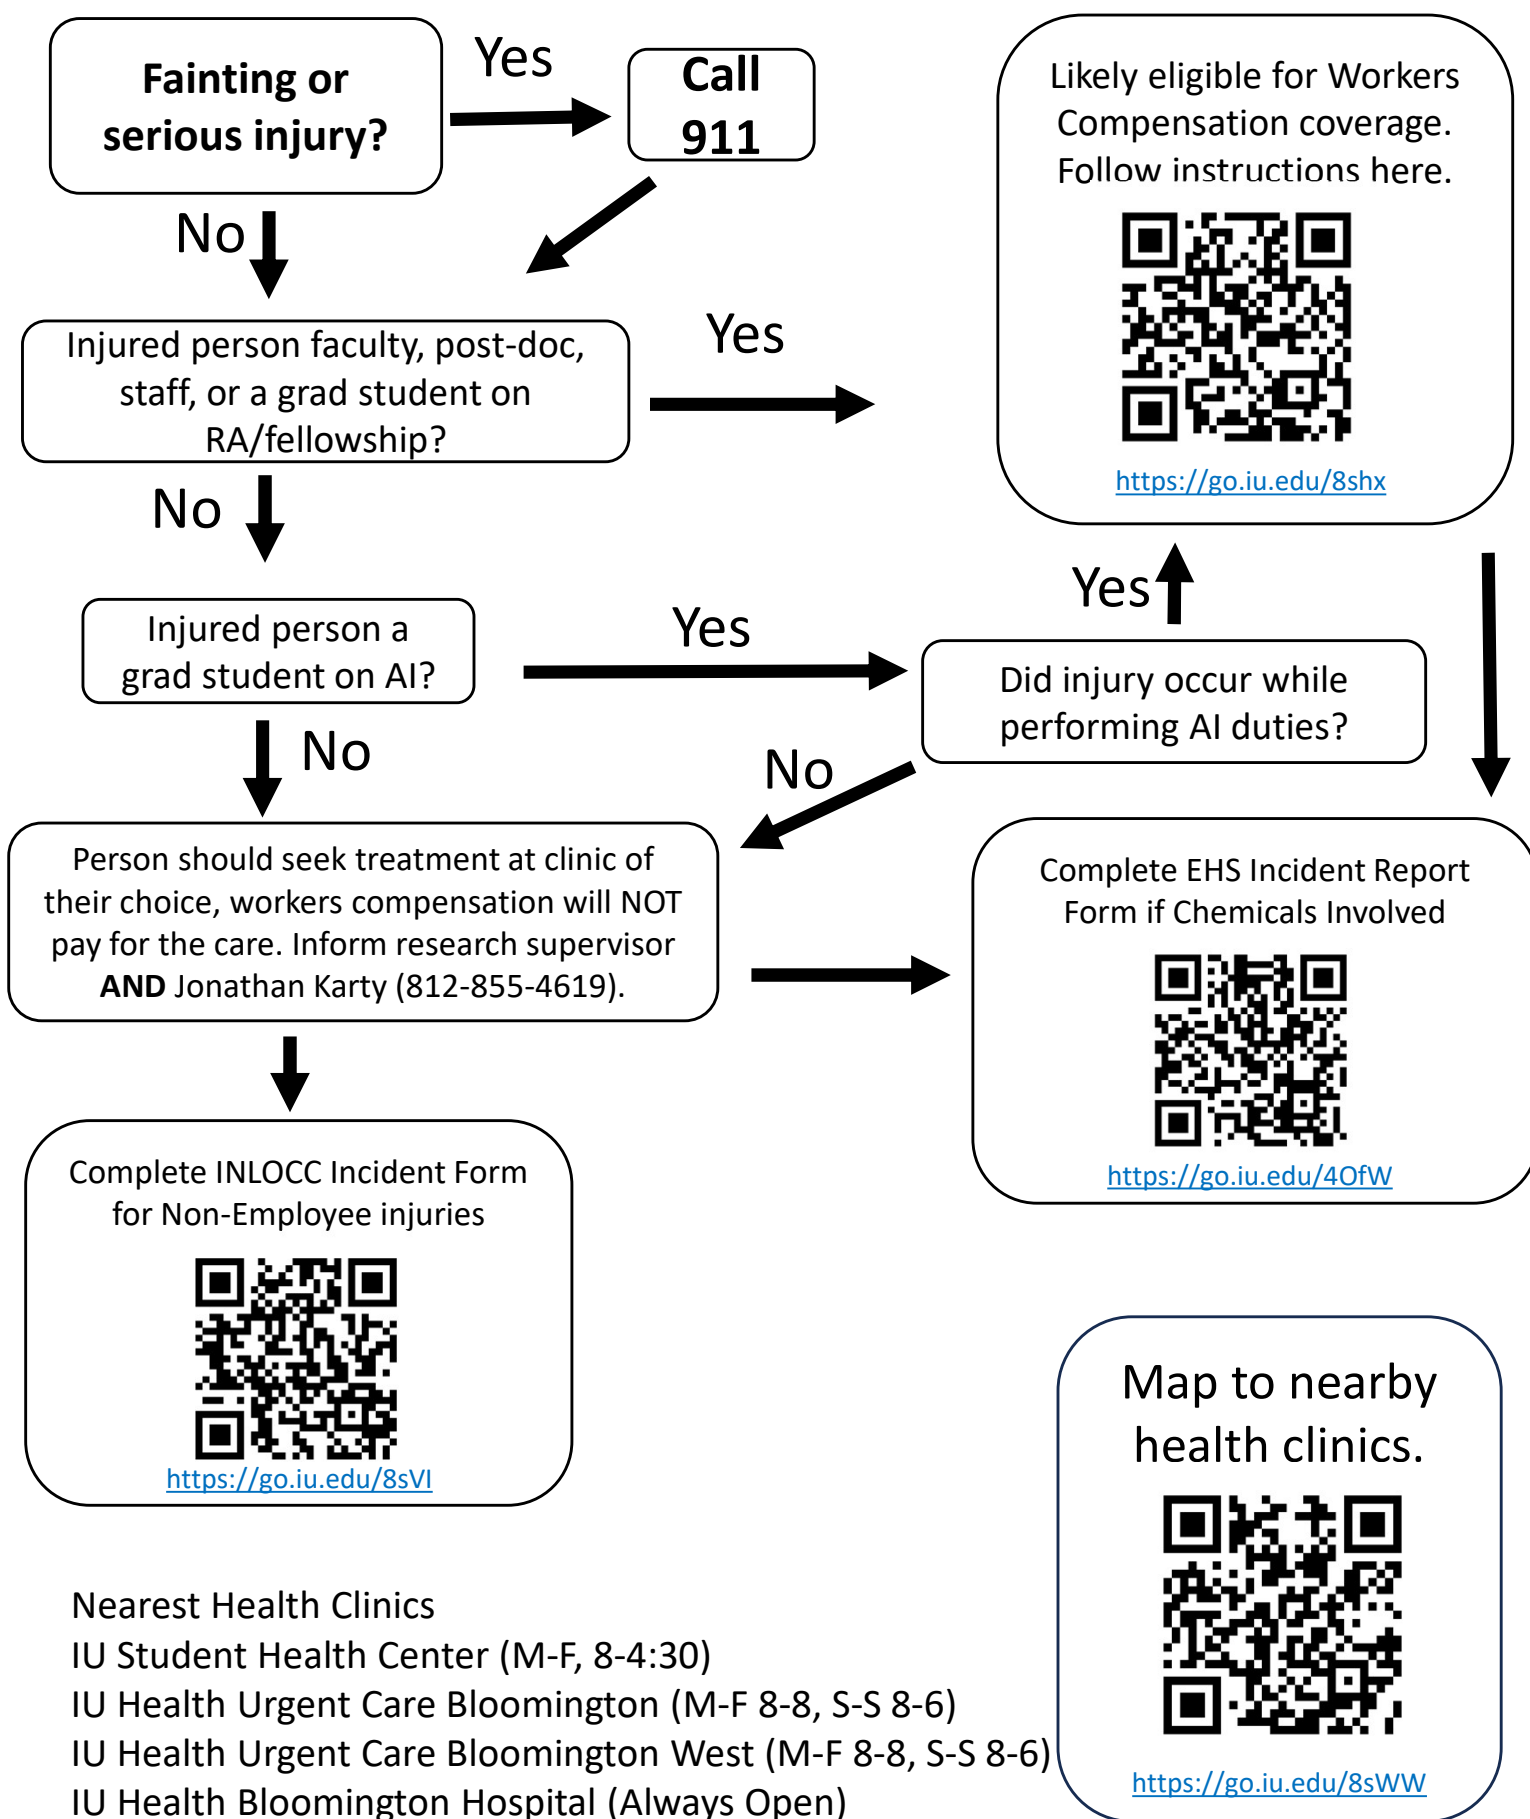 Fainting or
serious injury?
Yes
Call
911
No
Likely eligible for Workers
Compensation coverage.
Follow instructions here.
https://go.iu.edu/8shx
Injured person faculty, post-doc,
staff, or a grad student on
RA/fellowship?
Yes
No
Injured person a
grad student on AI?
Yes
Did injury occur while
performing AI duties?
Yes
No
No
Person should seek treatment at clinic of
their choice, workers compensation will NOT
pay for the care. Inform research supervisor
AND Jonathan Karty (812-855-4619).
Complete EHS Incident Report
Form if Chemicals Involved
https://go.iu.edu/4OfW
Complete INLOCC Incident Form
for Non-Employee injuries
https://go.iu.edu/8sVI
Map to nearby
health clinics.
https://go.iu.edu/8sWW
Nearest Health Clinics
IU Student Health Center (M-F, 8-4:30)
IU Health Urgent Care Bloomington (M-F 8-8, S-S 8-6)
IU Health Urgent Care Bloomington West (M-F 8-8, S-S 8-6)
IU Health Bloomington Hospital (Always Open)